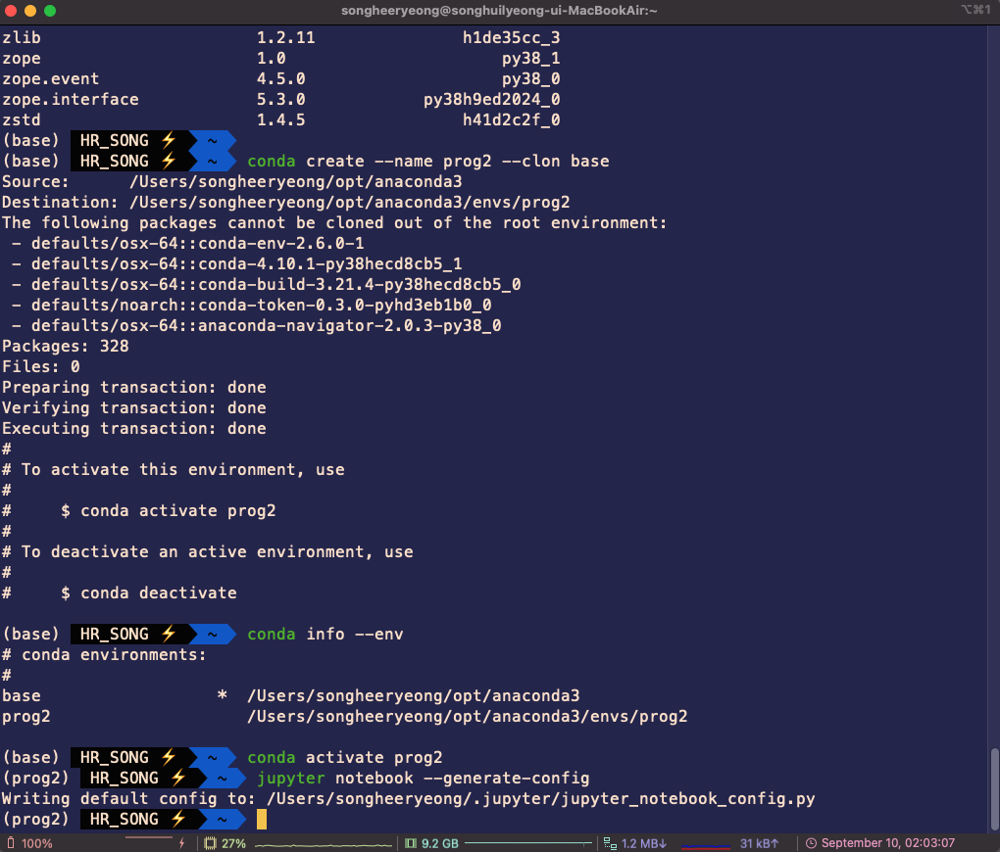 songheeryeong@songhuilyeong-ui-MacBookAir:~ ⌥⌘1
zlib 1.2.11 h1de35cc_3
zope 1.0 py38_1
zope.event 4.5.0 py38_0
zope.interface 5.3.0 py38h9ed2024_0
zstd 1.4.5 h41d2c2f_0
(base) HR_SONG ⚡ ~
(base) HR_SONG ⚡ ~ conda create --name prog2 --clon base
Source: /Users/songheeryeong/opt/anaconda3
Destination: /Users/songheeryeong/opt/anaconda3/envs/prog2
The following packages cannot be cloned out of the root environment:
- defaults/osx-64::conda-env-2.6.0-1
- defaults/osx-64::conda-4.10.1-py38hecd8cb5_1
- defaults/osx-64::conda-build-3.21.4-py38hecd8cb5_0
- defaults/noarch::conda-token-0.3.0-pyhd3eb1b0_0
- defaults/osx-64::anaconda-navigator-2.0.3-py38_0
Packages: 328
Files: 0
Preparing transaction: done
Verifying transaction: done
Executing transaction: done
#
# To activate this environment, use
#
# $ conda activate prog2
#
# To deactivate an active environment, use
#
# $ conda deactivate
(base) HR_SONG ⚡ ~ conda info --env
# conda environments:
#
base * /Users/songheeryeong/opt/anaconda3
prog2 /Users/songheeryeong/opt/anaconda3/envs/prog2
(base) HR_SONG ⚡ ~ conda activate prog2
(prog2) HR_SONG ⚡ ~ jupyter notebook --generate-config
Writing default config to: /Users/songheeryeong/.jupyter/jupyter_notebook_config.py
(prog2) HR_SONG ⚡ ~
100% 27% 9.2 GB 1.2 MB↓ 31 kB↑ September 10, 02:03:07